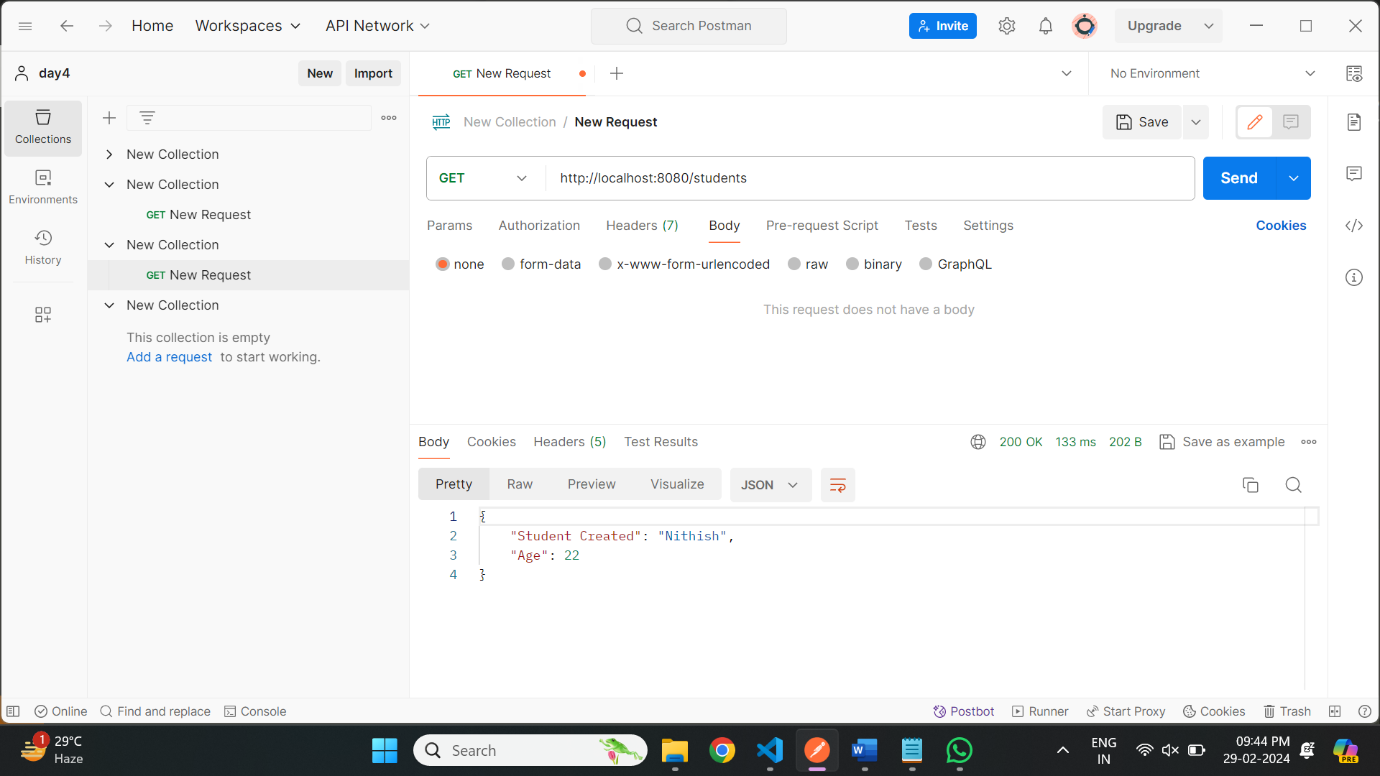 Home Workspaces API Network Search Postman Invite Upgrade
day4 New Import GET New Request No Environment
HTTP New Collection / New Request Save
Collections
New Collection
New Collection
GET New Request
New Collection
GET New Request
New Collection
This collection is empty
Add a request to start working.
Environments
History
GET http://localhost:8080/students Send
Params Authorization Headers (7) Body Pre-request Script Tests Settings Cookies
none form-data x-www-form-urlencoded raw binary GraphQL
This request does not have a body
Body Cookies Headers (5) Test Results 200 OK 133 ms 202 B Save as example
Pretty Raw Preview Visualize JSON
1 {
2 "Student Created": "Nithish",
3 "Age": 22
4 }
Online Find and replace Console Postbot Runner Start Proxy Cookies Trash
1 29°C
Haze
Search
W
ENG
IN
09:44 PM
29-02-2024
PRE